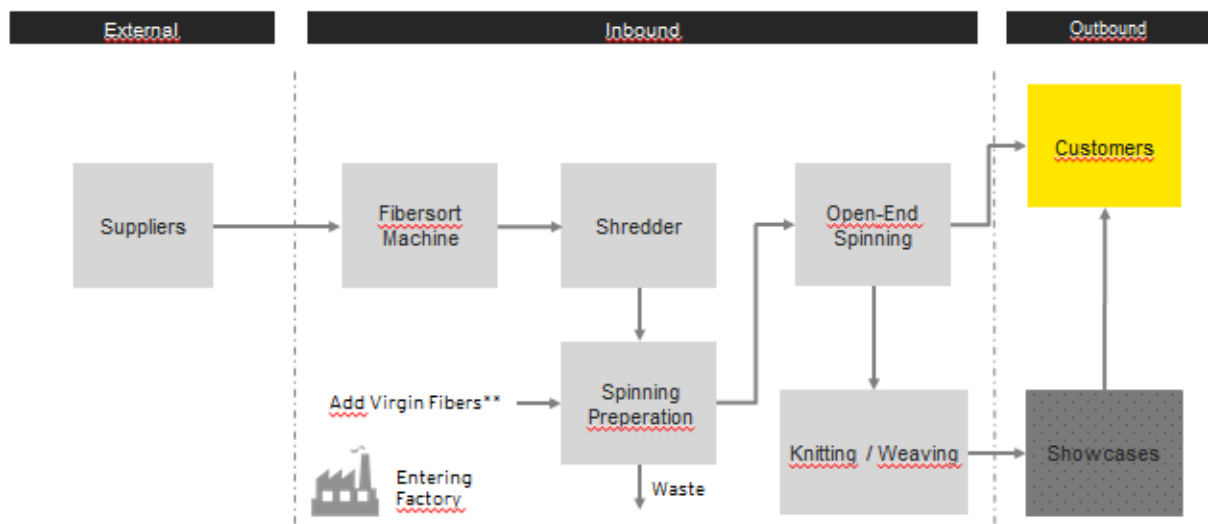 External
Inbound
Outbound
Customers
Suppliers
Fibersort
Machine
Shredder
Open-End
Spinning
Add Virgin Fibers**
Spinning
Preperation
Knitting / Weaving
Showcases
Entering
Factory
Waste